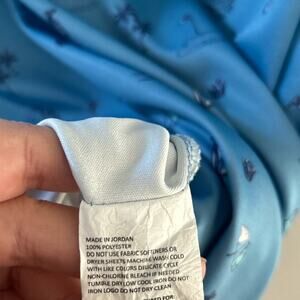 MADE IN JORDAN
100% POLYESTER
DO NOT USE FABRIC SOFTENERS OR
DRYER SHEETS MACHINE WASH COLD
WITH LIKE COLORS DELICATE CYCLE
NON-CHLORINE BLEACH IF NEEDED
TUMBLE DRY LOW COOL IRON DO NOT
IRON LOGO DO NOT DRY CLEAN
FOR